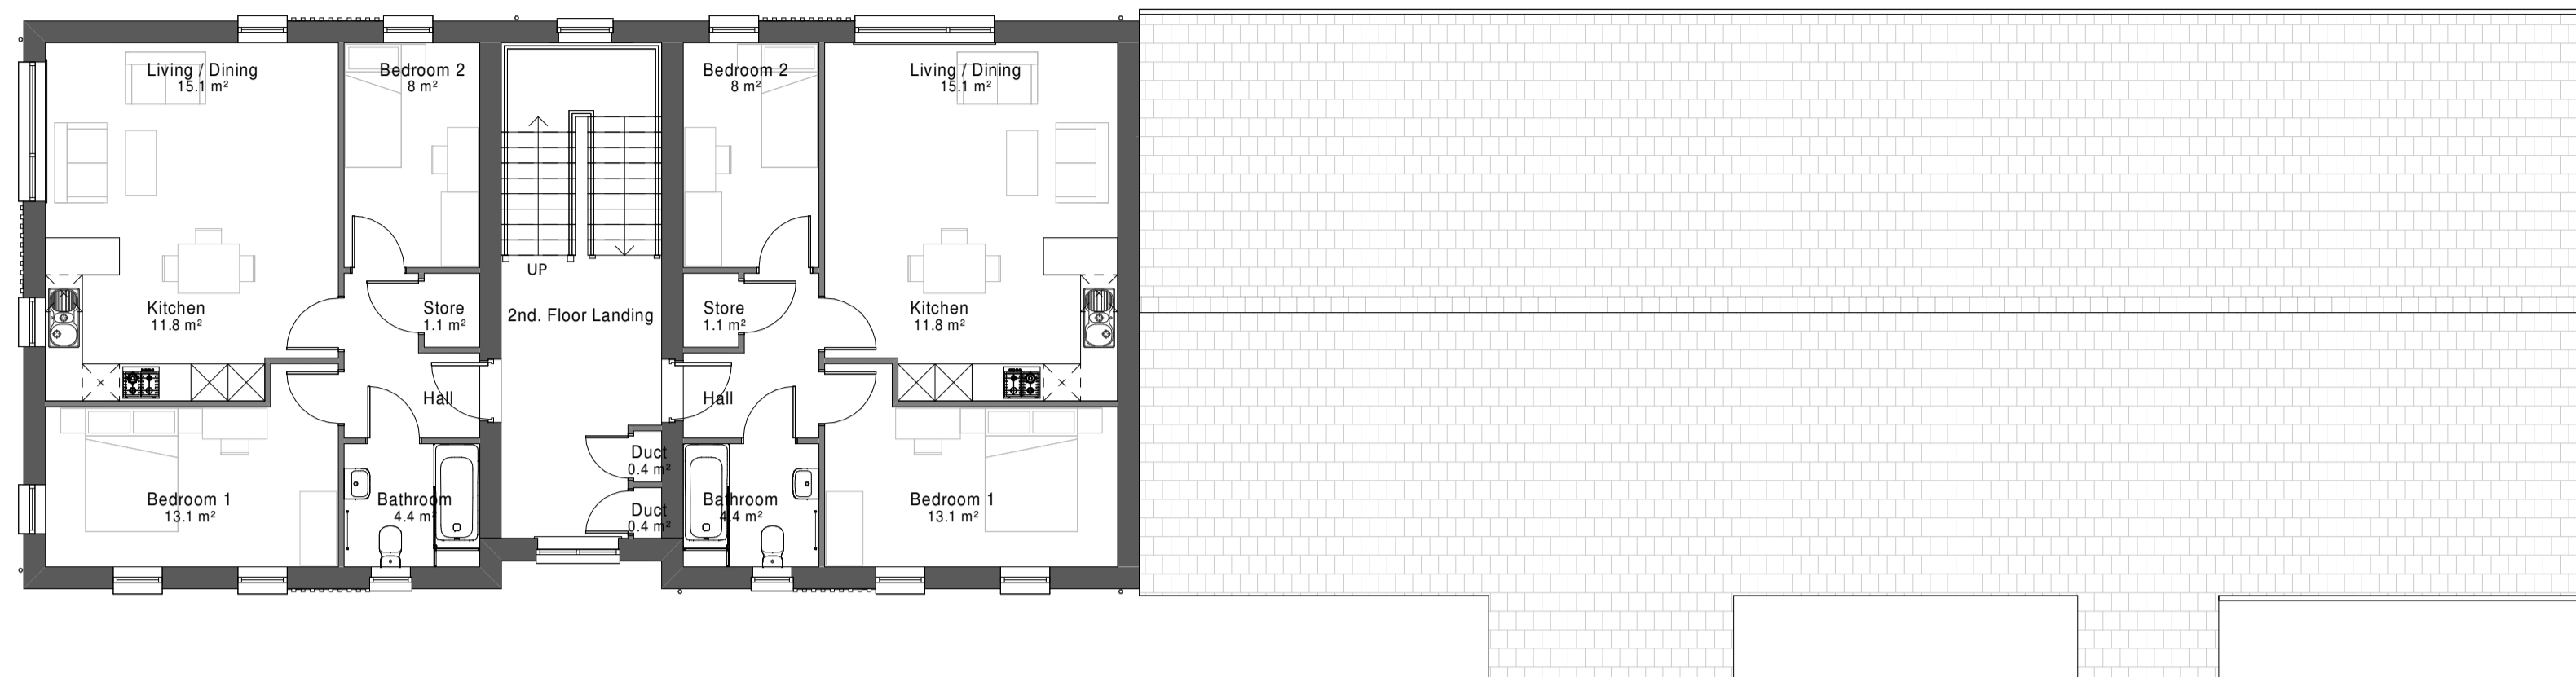 Living / Dining
15.1 m²
Bedroom 2
8 m²
Bedroom 2
8 m²
Living / Dining
15.1 m²
UP
Kitchen
11.8 m²
Store
1.1 m²
2nd. Floor Landing
Store
1.1 m²
Kitchen
11.8 m²
Hall
Hall
Duct
0.4 m²
Bedroom 1
13.1 m²
Bathroom
4.4 m²
Duct
0.4 m²
Bathroom
4.4 m²
Bedroom 1
13.1 m²